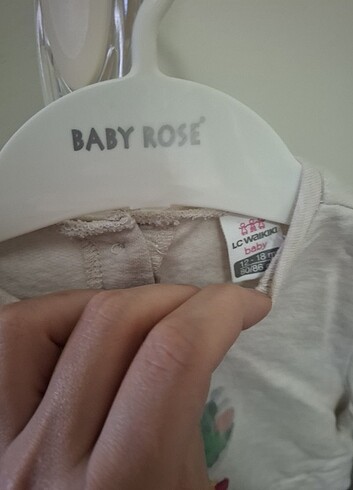 BABY ROSE
LC WAIKIKI
baby
12 - 18
80/86